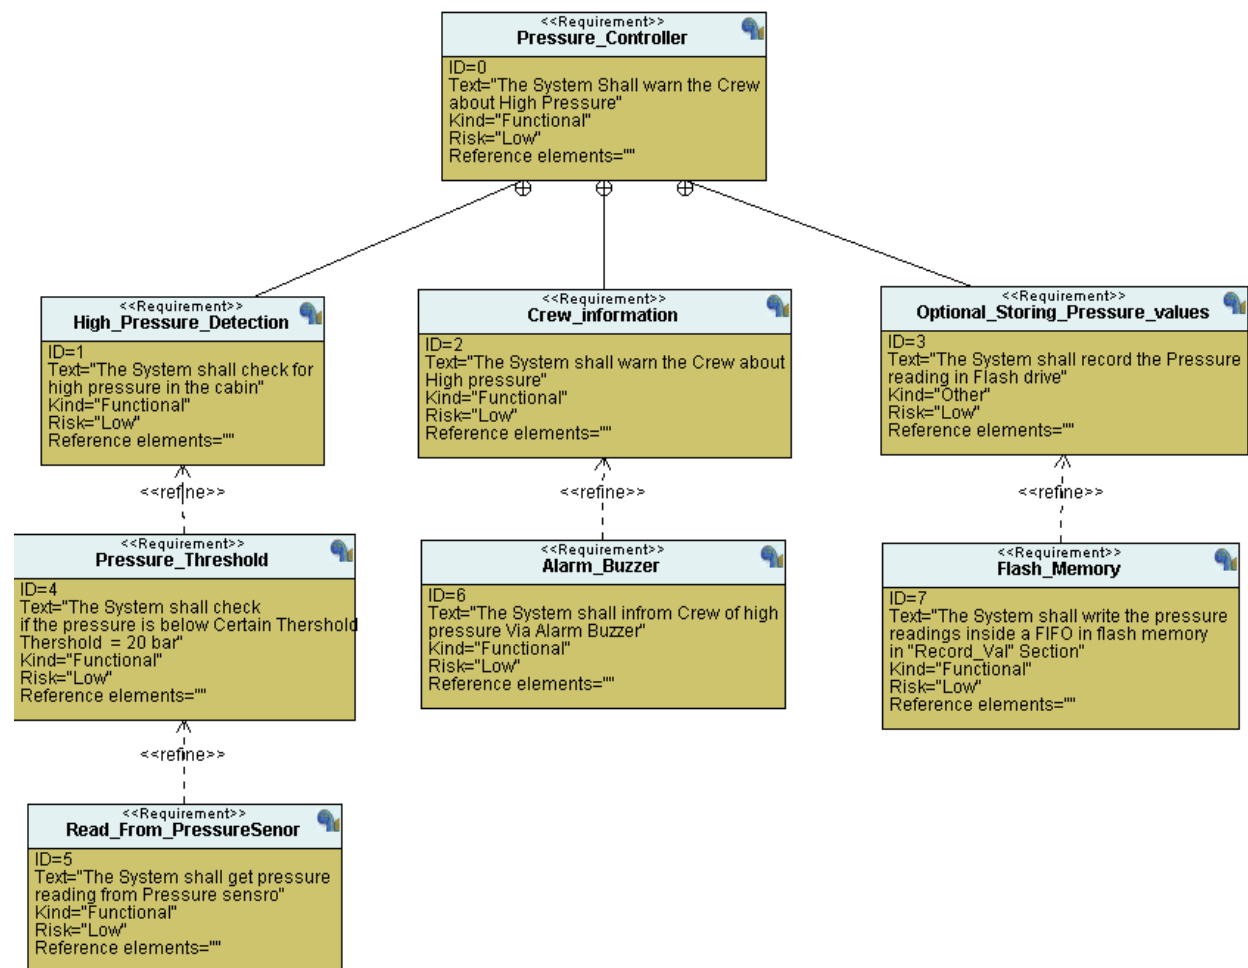 <<Requirement>>
Pressure_Controller
ID=0
Text="The System Shall warn the Crew
about High Pressure"
Kind="Functional"
Risk="Low"
Reference elements=""
<<Requirement>>
High_Pressure_Detection
ID=1
Text="The System shall check for
high pressure in the cabin"
Kind="Functional"
Risk="Low"
Reference elements=""
<<Requirement>>
Crew_information
ID=2
Text="The System shall warn the Crew about
High pressure"
Kind="Functional"
Risk="Low"
Reference elements=""
<<Requirement>>
Optional_Storing_Pressure_values
ID=3
Text="The System shall record the Pressure
reading in Flash drive"
Kind="Other"
Risk="Low"
Reference elements=""
<<refine>>
<<refine>>
<<refine>>
<<Requirement>>
Pressure_Threshold
ID=4
Text="The System shall check
if the pressure is below Certain Thershold
Thershold = 20 bar"
Kind="Functional"
Risk="Low"
Reference elements=""
<<Requirement>>
Alarm_Buzzer
ID=6
Text="The System shall infrom Crew of high
pressure Via Alarm Buzzer"
Kind="Functional"
Risk="Low"
Reference elements=""
<<Requirement>>
Flash_Memory
ID=7
Text="The System shall write the pressure
readings inside a FIFO in flash memory
in "Record_Val" Section"
Kind="Functional"
Risk="Low"
Reference elements=""
<<refine>>
<<Requirement>>
Read_From_PressureSenor
ID=5
Text="The System shall get pressure
reading from Pressure sensro"
Kind="Functional"
Risk="Low"
Reference elements=""